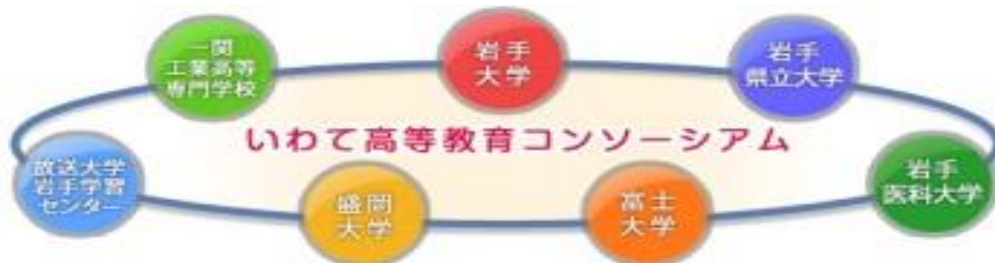 一関
工業高等
専門学校
岩手
大学
岩手
県立大学
いわて高等教育コンソーシアム
放送大学
岩手学習
センター
盛岡
大学
富士
大学
岩手
医科大学